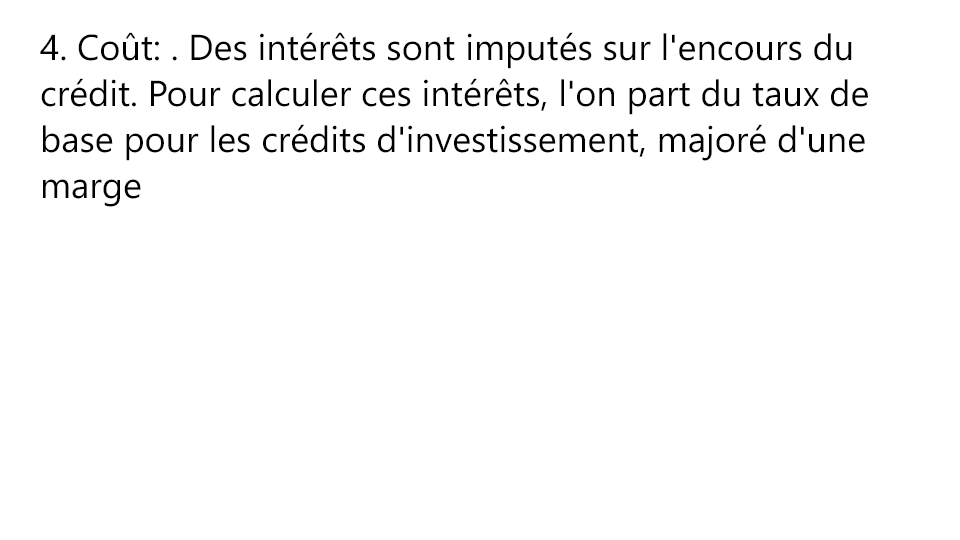 4. Coût: . Des intérêts sont imputés sur l'encours du
crédit. Pour calculer ces intérêts, l'on part du taux de
base pour les crédits d'investissement, majoré d'une
marge